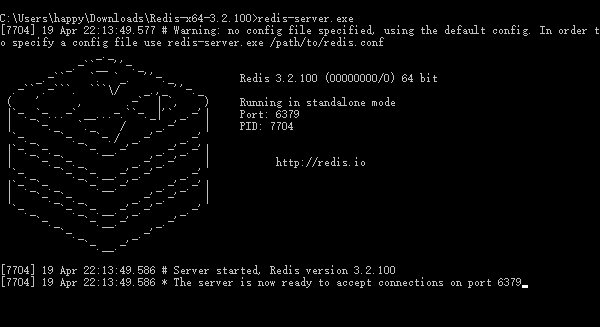 C:\Users\happy\Downloads\Redis-x64-3.2.100>redis-server.exe
[7704] 19 Apr 22:13:49.577 # Warning: no config file specified, using the default config. In order t
o specify a config file use redis-server.exe /path/to/redis.conf
Redis 3.2.100 (00000000/0) 64 bit
Running in standalone mode
Port: 6379
PID: 7704
http://redis.io
[7704] 19 Apr 22:13:49.586 # Server started, Redis version 3.2.100
[7704] 19 Apr 22:13:49.586 * The server is now ready to accept connections on port 6379